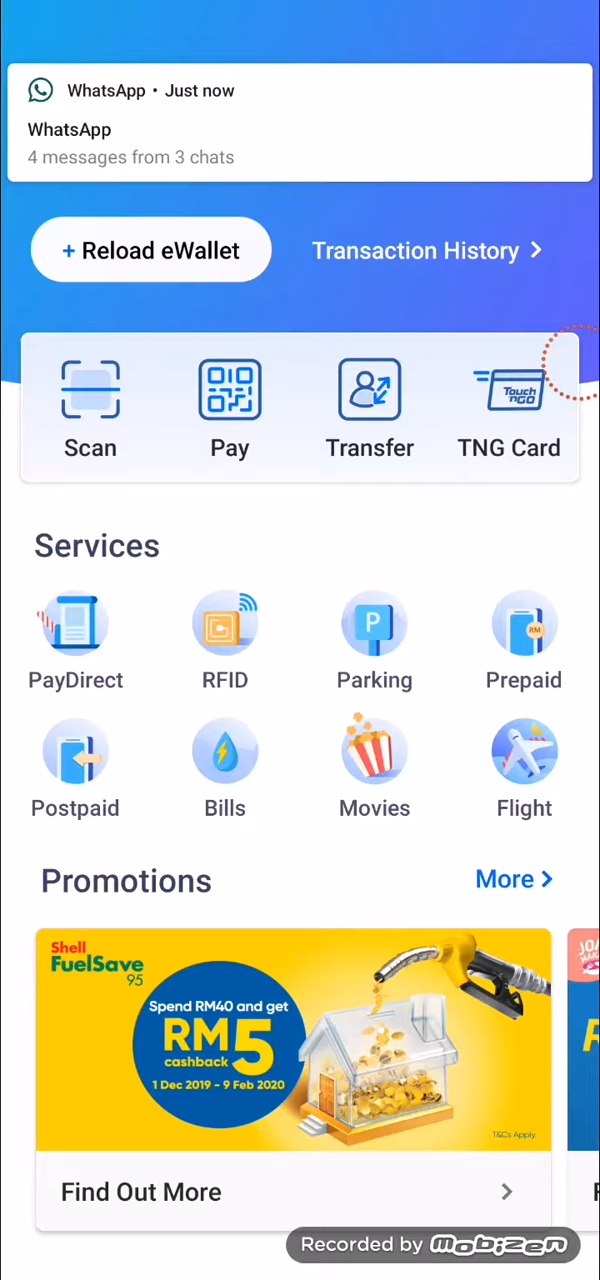 WhatsApp • Just now
WhatsApp
4 messages from 3 chats
+ Reload eWallet
Transaction History
Touch
'nGO
Scan
Pay
Transfer
TNG Card
Services
P
RM
PayDirect
RFID
Parking
Prepaid
Postpaid
Bills
Movies
Flight
Promotions
More
Shell
FuelSave
95
Spend RM40 and get
RM5
cashback
1 Dec 2019 - 9 Feb 2020
T&Cs Apply.
Find Out More
Recorded by mobizen